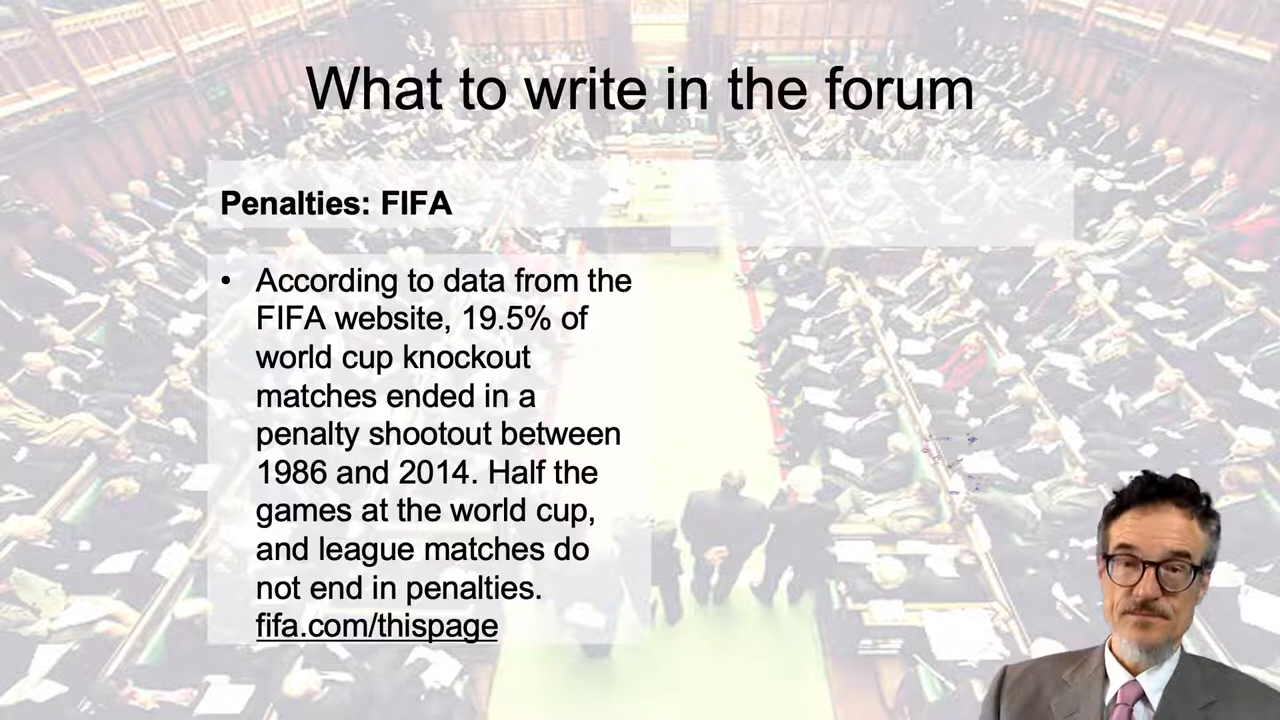 What to write in the forum
Penalties: FIFA
• According to data from the
FIFA website, 19.5% of
world cup knockout
matches ended in a
penalty shootout between
1986 and 2014. Half the
games at the world cup,
and league matches do
not end in penalties.
fifa.com/thispage